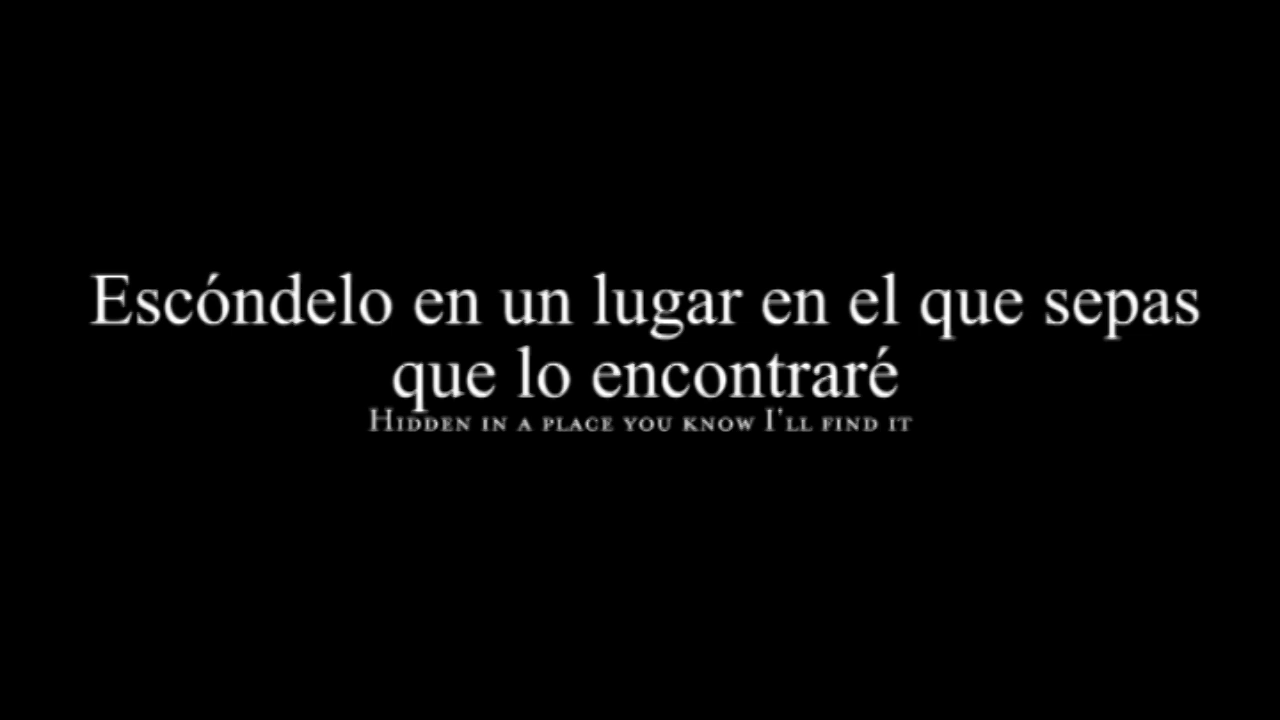 Escóndelo en un lugar en el que sepas
que lo encontraré
Hidden in a place you know I'll find it